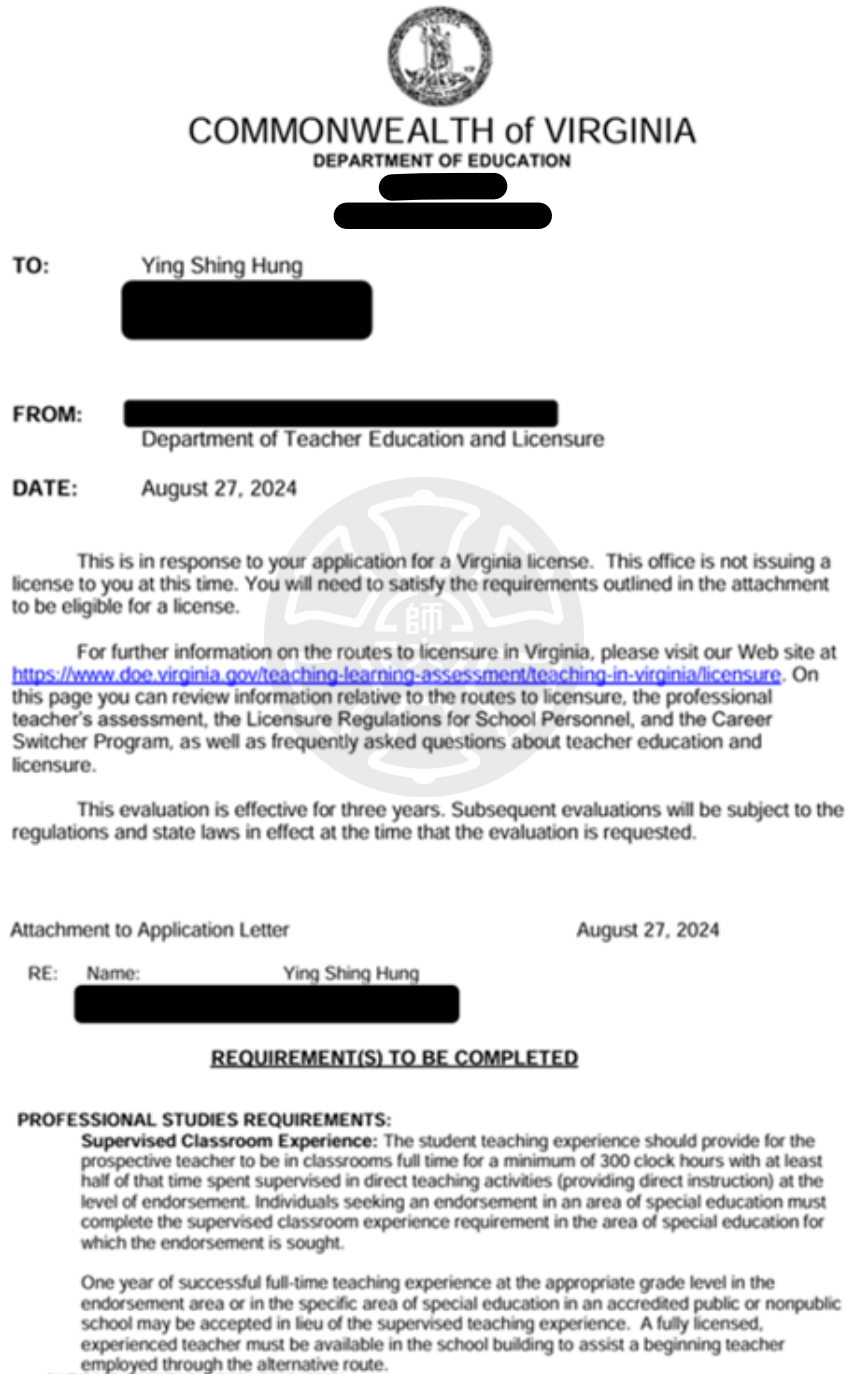 COMMONWEALTH of VIRGINIA
DEPARTMENT OF EDUCATION
TO: Ying Shing Hung
FROM:
Department of Teacher Education and Licensure
DATE: August 27, 2024
This is in response to your application for a Virginia license. This office is not issuing a
license to you at this time. You will need to satisfy the requirements outlined in the attachment
to be eligible for a license.
師
For further information on the routes to licensure in Virginia, please visit our Web site at
https://www.doe.virginia.gov/teaching-learning-assessment/teaching-in-virginia/licensure. On
this page you can review information relative to the routes to licensure, the professional
teacher's assessment, the Licensure Regulations for School Personnel, and the Career
Switcher Program, as well as frequently asked questions about teacher education and
licensure.
This evaluation is effective for three years. Subsequent evaluations will be subject to the
regulations and state laws in effect at the time that the evaluation is requested.
Attachment to Application Letter August 27, 2024
RE: Name: Ying Shing Hung
REQUIREMENT(S) TO BE COMPLETED
PROFESSIONAL STUDIES REQUIREMENTS:
Supervised Classroom Experience: The student teaching experience should provide for the
prospective teacher to be in classrooms full time for a minimum of 300 clock hours with at least
half of that time spent supervised in direct teaching activities (providing direct instruction) at the
level of endorsement. Individuals seeking an endorsement in an area of special education must
complete the supervised classroom experience requirement in the area of special education for
which the endorsement is sought.
One year of successful full-time teaching experience at the appropriate grade level in the
endorsement area or in the specific area of special education in an accredited public or nonpublic
school may be accepted in lieu of the supervised teaching experience. A fully licensed,
experienced teacher must be available in the school building to assist a beginning teacher
employed through the alternative route.